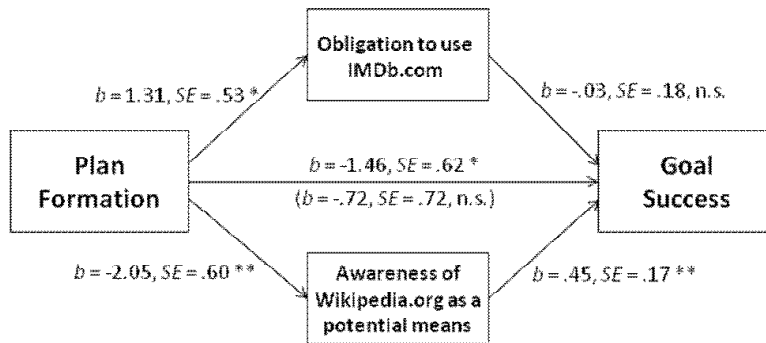 Obligation to use
IMDb.com
b = 1.31, SE = .53 *
b = -.03, SE = .18, n.s.
Plan
Formation
b = -1.46, SE = .62 *
(b = -.72, SE = .72, n.s.)
Goal
Success
b = -2.05, SE = .60 **
Awareness of
Wikipedia.org as a
potential means
b = .45, SE = .17 **